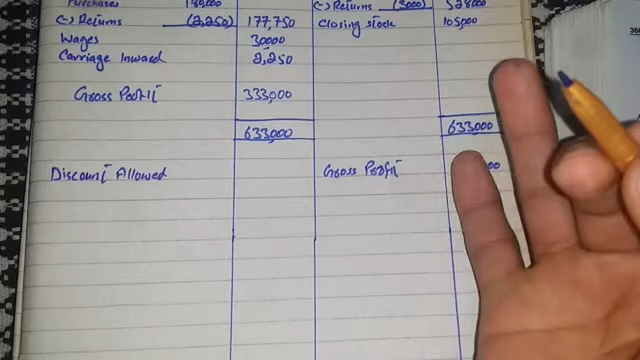 Purchases
(-) Returns (2,250) 177,750
Wages 30000
Carriage Inward 2,250
Gross Profit 333,000
633,000
Discount Allowed
(-) Returns (3000) 528000
Closing stock 105,000
633,000
Gross Profit